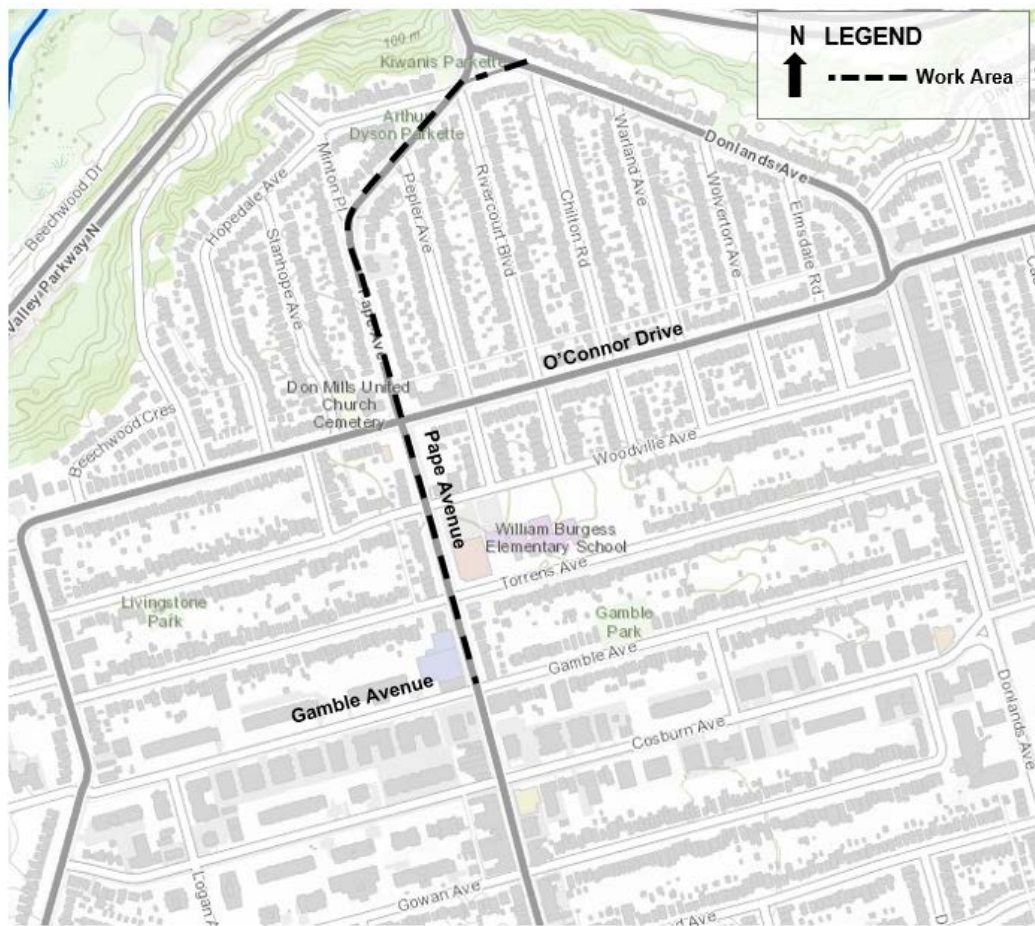 N LEGEND
Work Area
100 m
Kiwanis Parkette
Arthur
Dyson Parkette
Donlands Ave
Warland Ave
Minton Pl
Pepler Ave
Rivercourt Blvd
Chilton Rd
Wolverton Ave
Elmsdale Rd
Hopedale Ave
Stanhope Ave
Beechwood Dr
Valley Parkway N
Pape Ave
O'Connor Drive
Don Mills United
Church
Cemetery
Beechwood Cres
Pape Avenue
Woodville Ave
William Burgess
Elementary School
Torrens Ave
Livingstone
Park
Gamble
Park
Gamble Ave
Gamble Avenue
Donlands Ave
Cosburn Ave
Logan A
Gowan Ave
d Ave
D